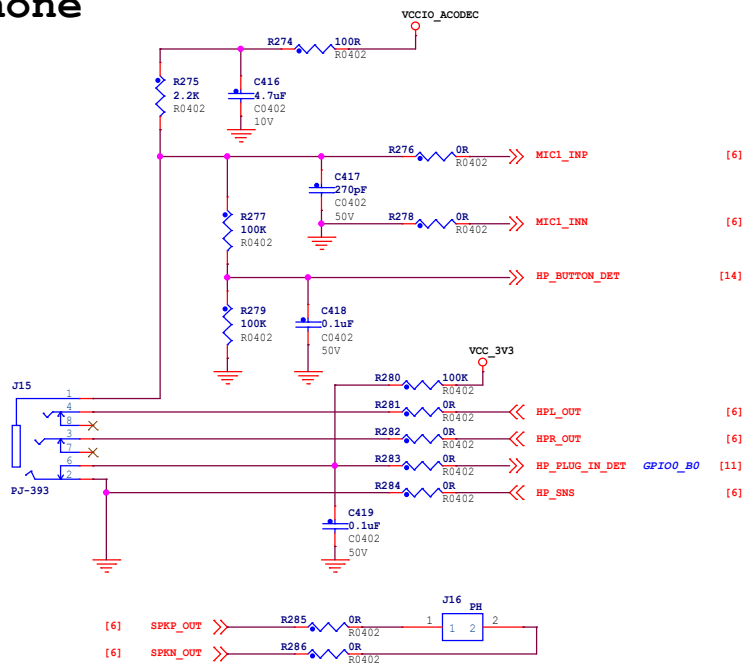 VCCIO_ACODEC
R274 100R
R0402
R275
2.2K
R0402
C416
4.7uF
C0402
10V
R276 0R
R0402
MIC1_INP [6]
C417
270pF
C0402
50V
R278 0R
R0402
MIC1_INN [6]
R277
100K
R0402
HP_BUTTON_DET [14]
R279
100K
R0402
C418
0.1uF
C0402
50V
VCC_3V3
R280 100K
R0402
J15
1
4
8
3
7
6
2
PJ-393
R281 0R
R0402
HPL_OUT [6]
R282 0R
R0402
HPR_OUT [6]
R283 0R
R0402
HP_PLUG_IN_DET GPIO0_B0 [11]
R284 0R
R0402
HP_SNS [6]
C419
0.1uF
C0402
50V
J16
PH
1 1 2 2
[6] SPKP_OUT R285 0R
R0402
[6] SPKN_OUT R286 0R
R0402